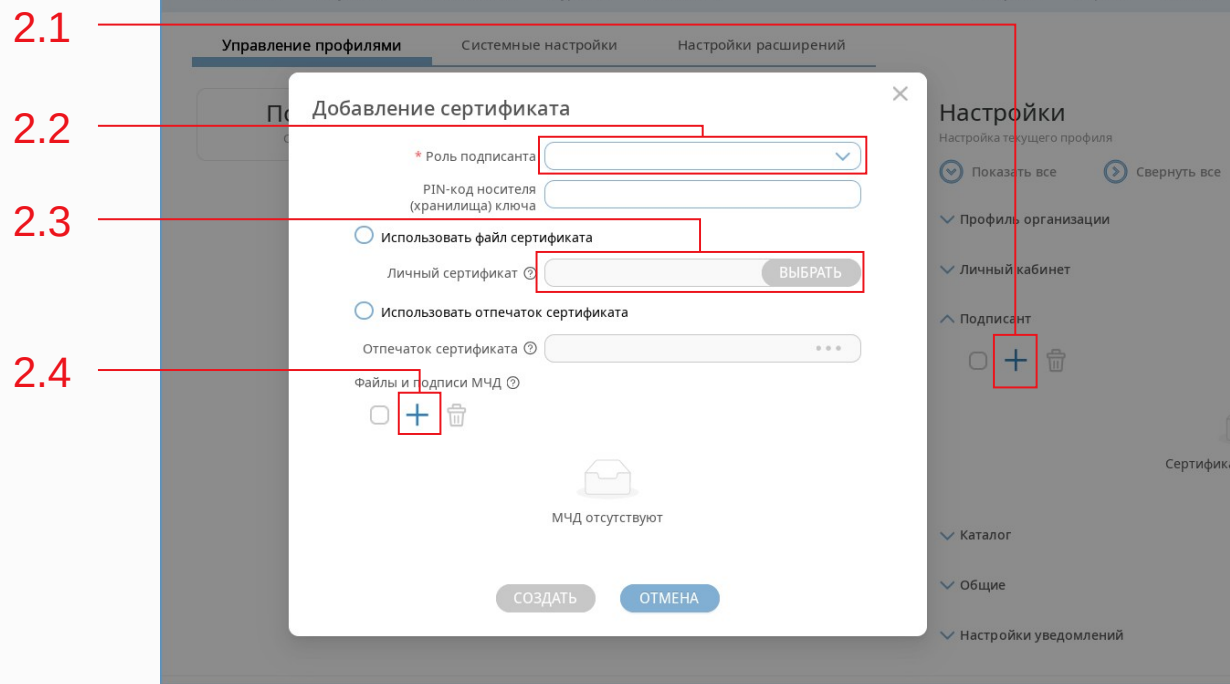 2.1
Управление профилями
Системные настройки
Настройки расширений
Добавление сертификата
Настройки
2.2
Настройка текущего профиля
* Роль подписанта
Показать все
Свернуть все
PIN-код носителя
(хранилища) ключа
2.3
Профиль организации
Использовать файл сертификата
Личный сертификат
ВЫБРАТЬ
Личный кабинет
Использовать отпечаток сертификата
Подписант
Отпечаток сертификата
2.4
Файлы и подписи МЧД
МЧД отсутствуют
Каталог
Общие
СОЗДАТЬ
ОТМЕНА
Настройки уведомлений